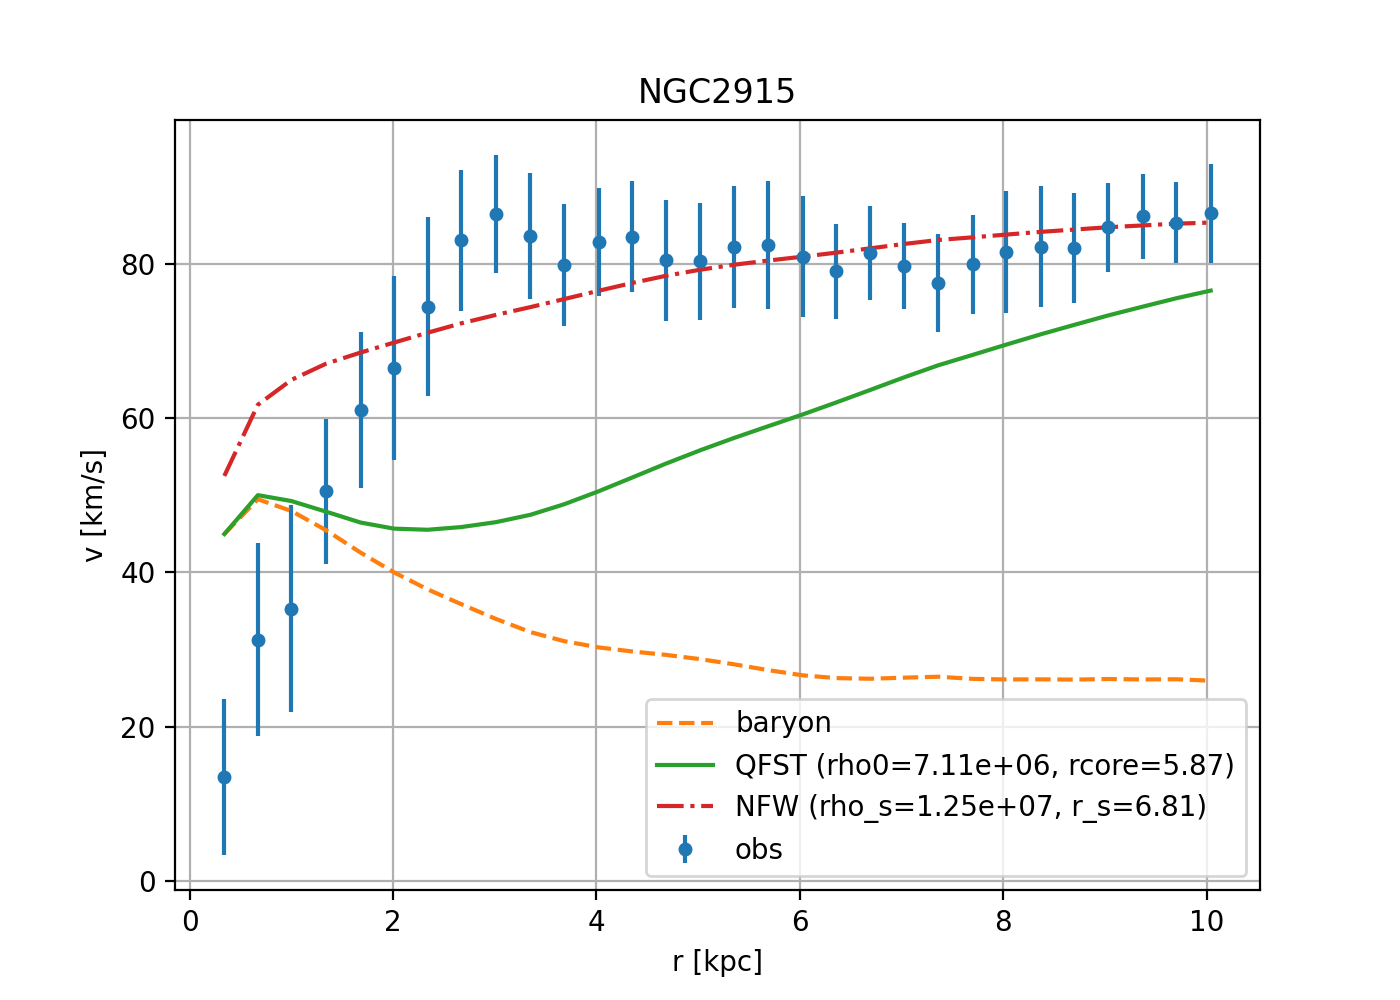 NGC2915
v [km/s]
80
60
40
20
0
0 2 4 6 8 10
r [kpc]
baryon
QFST (rho0=7.11e+06, rcore=5.87)
NFW (rho_s=1.25e+07, r_s=6.81)
obs